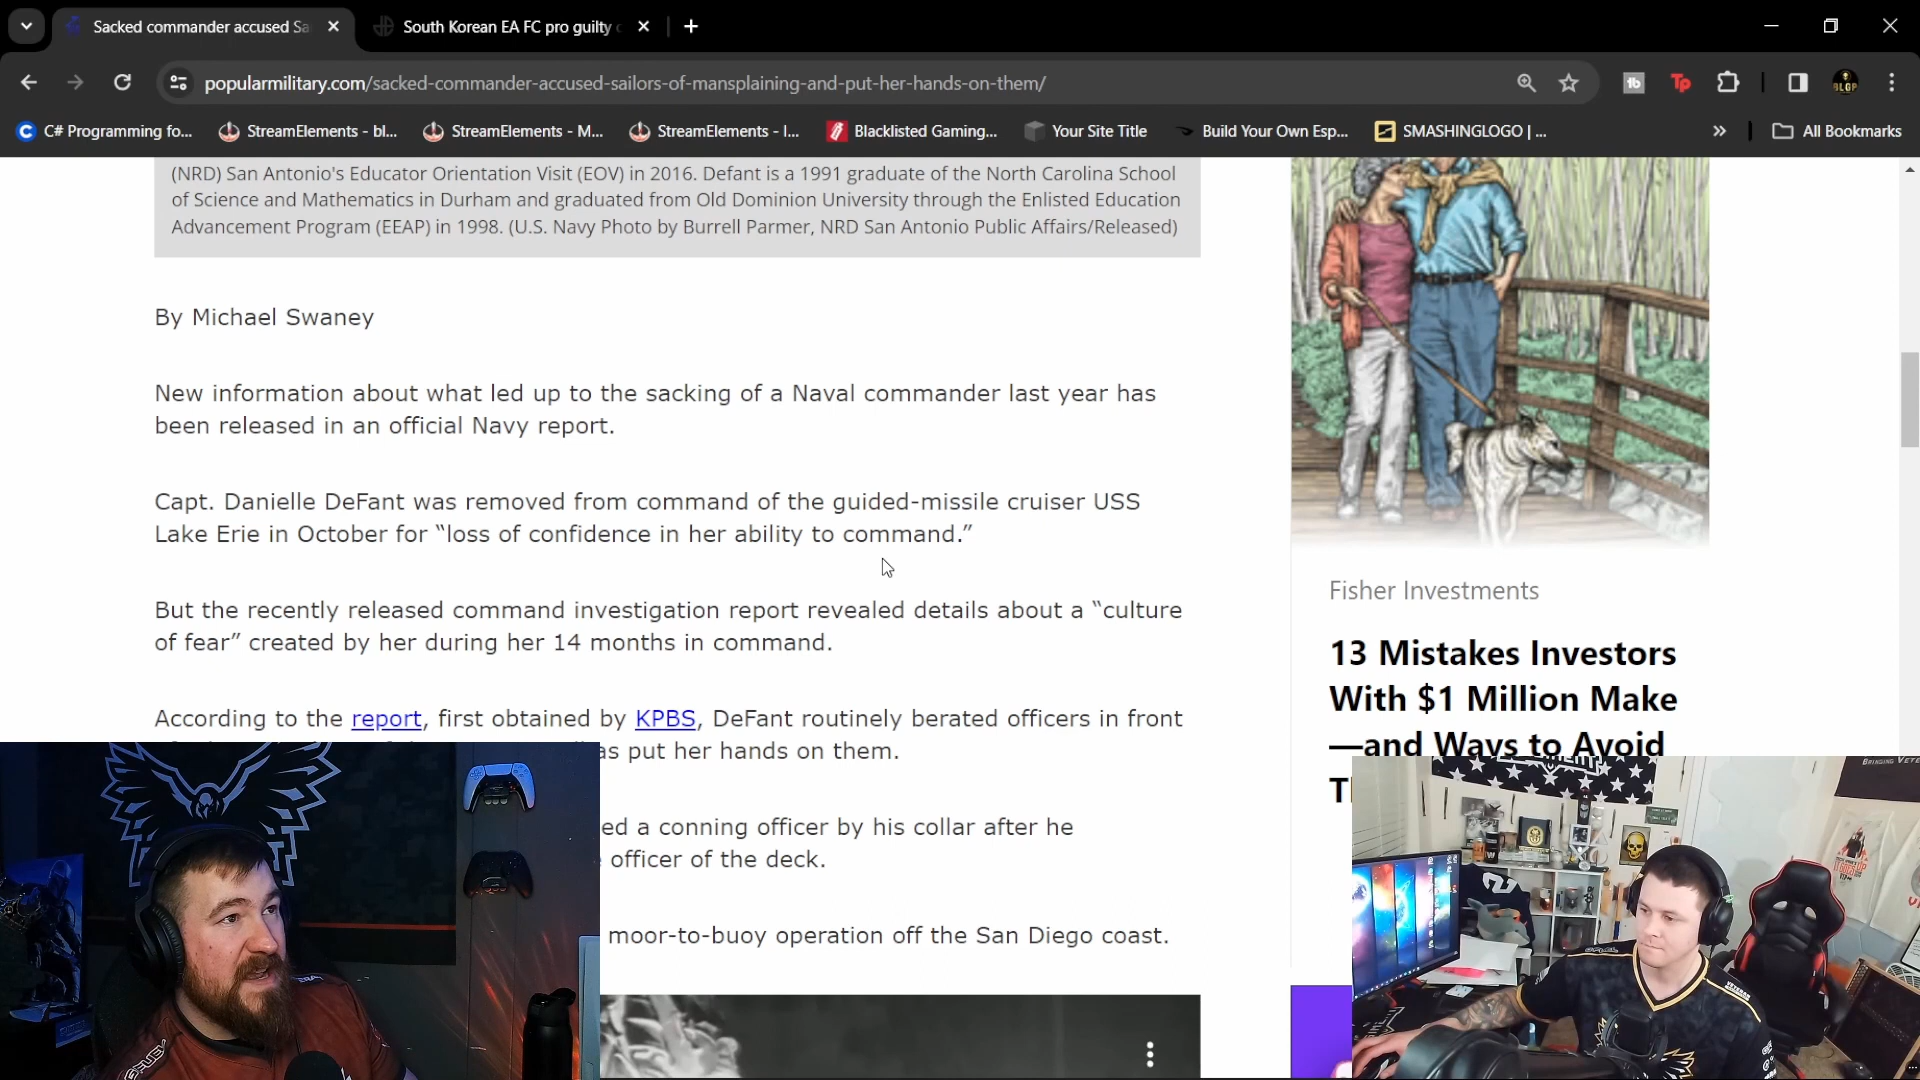 Sacked commander accused Sa
South Korean EA FC pro guilty
popularmilitary.com/sacked-commander-accused-sailors-of-mansplaining-and-put-her-hands-on-them/
C# Programming fo...
StreamElements - bl...
StreamElements - M...
StreamElements - I...
Blacklisted Gaming...
Your Site Title
Build Your Own Esp...
SMASHINGLOGO | ...
All Bookmarks
(NRD) San Antonio's Educator Orientation Visit (EOV) in 2016. Defant is a 1991 graduate of the North Carolina School
of Science and Mathematics in Durham and graduated from Old Dominion University through the Enlisted Education
Advancement Program (EEAP) in 1998. (U.S. Navy Photo by Burrell Parmer, NRD San Antonio Public Affairs/Released)
By Michael Swaney
New information about what led up to the sacking of a Naval commander last year has
been released in an official Navy report.
Capt. Danielle DeFant was removed from command of the guided-missile cruiser USS
Lake Erie in October for “loss of confidence in her ability to command.”
But the recently released command investigation report revealed details about a “culture
of fear” created by her during her 14 months in command.
According to the report, first obtained by KPBS, DeFant routinely berated officers in front
as put her hands on them.
ed a conning officer by his collar after he
officer of the deck.
moor-to-buoy operation off the San Diego coast.
Fisher Investments
13 Mistakes Investors
With $1 Million Make
—and Ways to Avoid